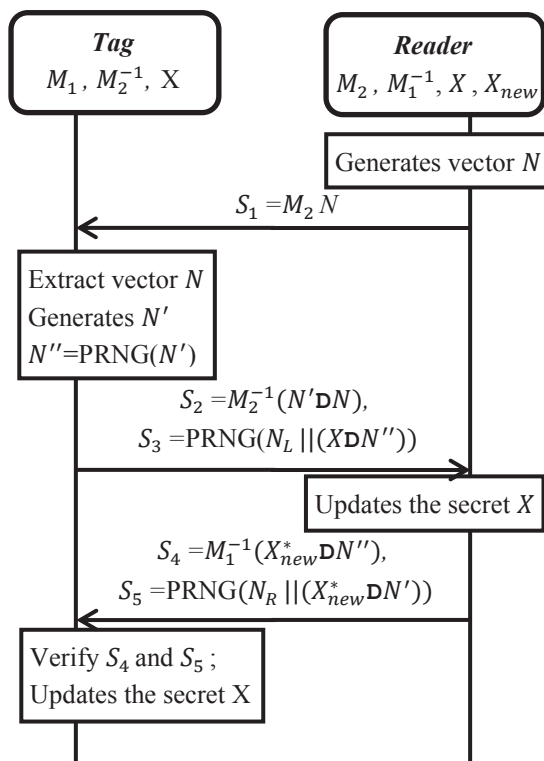 Tag
M₁ , M₂⁻¹, X
Reader
M₂ , M₁⁻¹, X , Xₙₑw
Generates vector N
S₁ =M₂ N
Extract vector N
Generates N′
N′′=PRNG(N′)
S₂ =M₂⁻¹(N′DN),
S₃ =PRNG(N_L ||(XDN′′))
Updates the secret X
S₄ =M₁⁻¹(X*ₙₑw DN′′),
S₅ =PRNG(N_R ||(X*ₙₑw DN′))
Verify S₄ and S₅ ;
Updates the secret X